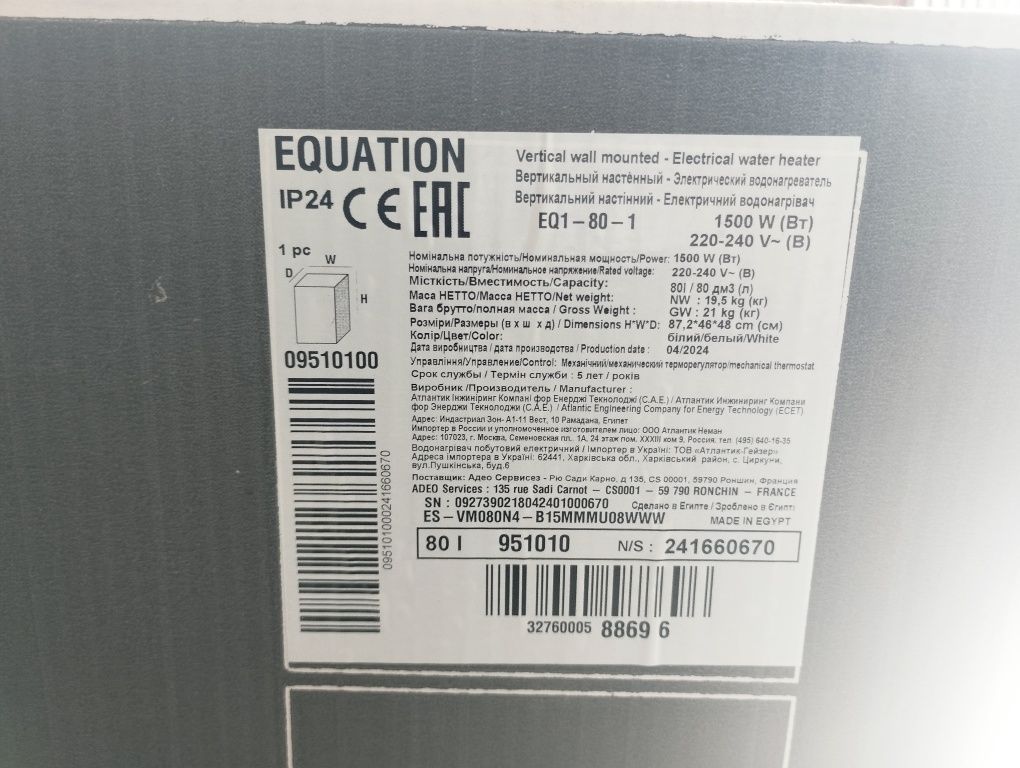 EQUATION
IP24 CE EAC
Vertical wall mounted - Electrical water heater
Вертикальный настенный - Электрический водонагреватель
Вертикальний настінний - Електричний водонагрівач
EQ1-80-1
1500 W (Вт)
220-240 V~ (В)
1 pc
D W
H
09510100
Номінальна потужність/Номинальная мощность/Power: 1500 W (Вт)
Номінальна напруга/Номинальное напряжение/Rated voltage: 220-240 V~ (В)
Місткість/Вместимость/Capacity: 80l / 80 дм3 (л)
Маса НЕТТО/Масса НЕТТО/Net weight: NW : 19,5 kg (кг)
Вага брутто/полная масса / Gross Weight : GW : 21 kg (кг)
Розміри/Размеры (в х ш х д) / Dimensions H*W*D: 87,2*46*48 cm (см)
Колір/Цвет/Color: білий/белый/White
Дата виробництва / дата производства / Production date : 04/2024
Управління/Управление/Control: Механічний/механический терморегулятор/mechanical thermostat
Срок службы / Термін служби : 5 лет / років
Виробник /Производитель / Manufacturer :
Атлантик Інжініринг Компані фор Енерджі Текнолоджі (С.А.Е.) / Атлантик Инжиниринг Компани
фор Энерджи Текнолоджи (С.А.Е.) / Atlantic Engineering Company for Energy Technology (ECET)
Адрес: Индастриал Зон- А1-11 Вест, 10 Рамадана, Египет
Импортер в России и уполномоченное изготовителем лицо: ООО Атлантик Неман
Адрес: 107023, г. Москва, Семеновская пл.. 1А, 24 этаж пом. XXXIII ком 9, Россия. тел (495) 640-16-35
Водонагрівач побутовий електричний / Імпортер в Україні: ТОВ «Атлантик-Гейзер»
Адреса імпортера в Україні: 62441, Харківська обл., Харківський район, с. Циркуни,
вул.Пушкінська, буд.6
Поставщик: Адео Сервисез - Рю Сади Карно, д 135, CS 00001, 59790 Роншин, Франция
ADEO Services : 135 rue Sadi Carnot - CS0001 - 59 790 RONCHIN - FRANCE
SN : 09273902180424010​00670 Сделано в Египте / Зроблено в Єгипті
ES-VM080N4-B15MMMU08WWW MADE IN EGYPT
80 l 951010 N/S : 241660670
095101000241660670
32760005 8869 6